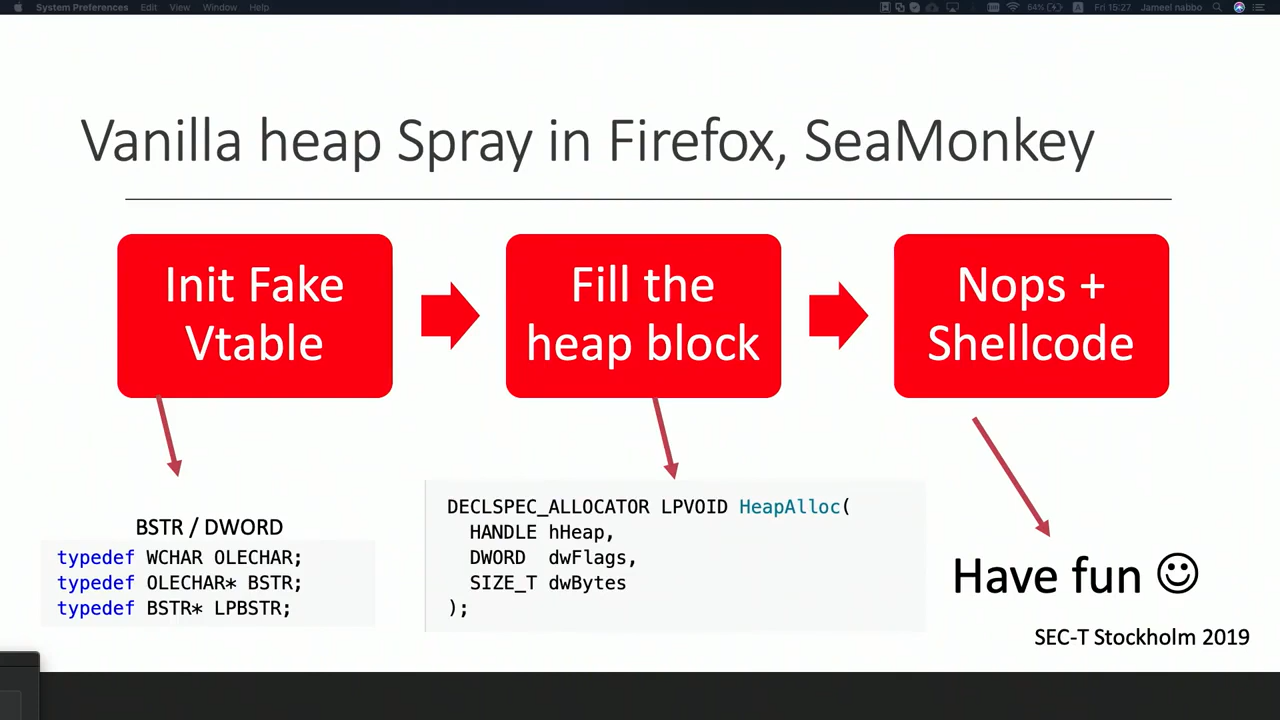 System Preferences Edit View Window Help
64% Fri 15:27 Jameel nabbo
Vanilla heap Spray in Firefox, SeaMonkey
Init Fake
Vtable
Fill the
heap block
Nops +
Shellcode
BSTR / DWORD
typedef WCHAR OLECHAR;
typedef OLECHAR* BSTR;
typedef BSTR* LPBSTR;
DECLSPEC_ALLOCATOR LPVOID HeapAlloc(
HANDLE hHeap,
DWORD dwFlags,
SIZE_T dwBytes
);
Have fun ☺
SEC-T Stockholm 2019